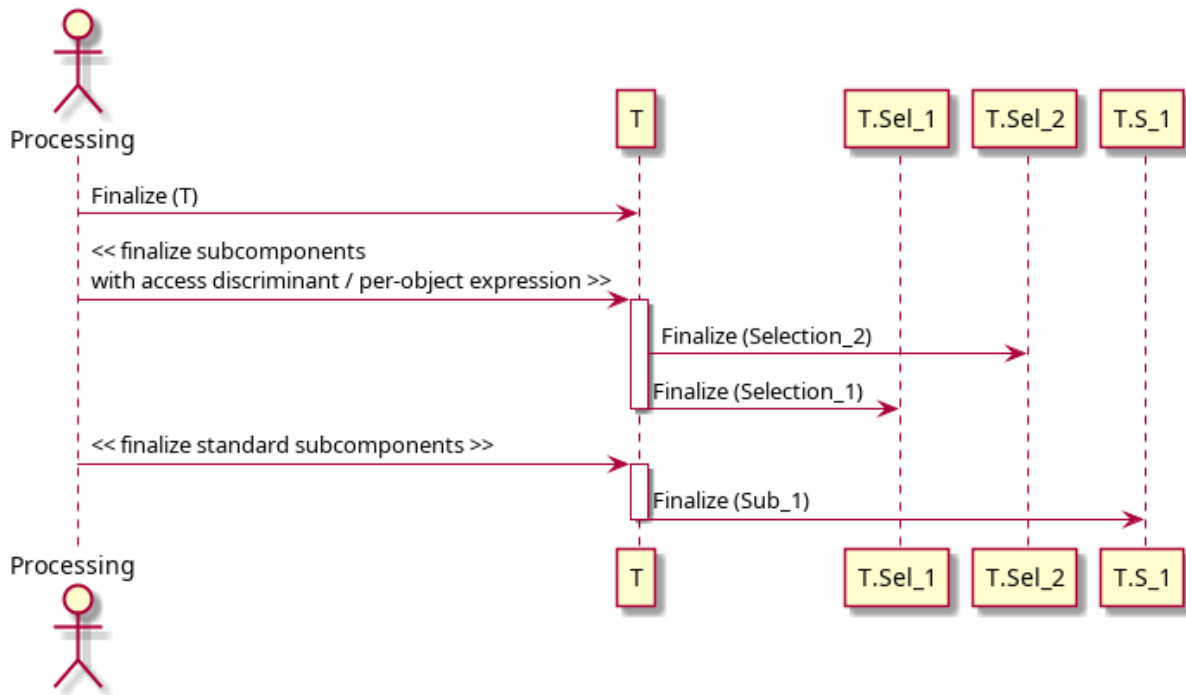 Processing
T
T.Sel_1
T.Sel_2
T.S_1
Finalize (T)
<< finalize subcomponents
with access discriminant / per-object expression >>
Finalize (Selection_2)
Finalize (Selection_1)
<< finalize standard subcomponents >>
Finalize (Sub_1)
Processing
T
T.Sel_1
T.Sel_2
T.S_1